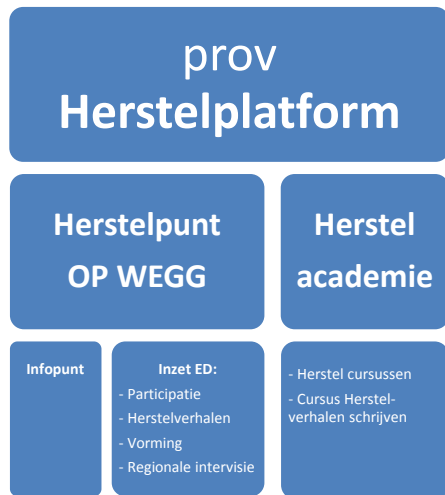 prov
Herstelplatform
Herstelpunt
OP WEGG
Herstel
academie
Infopunt
Inzet ED:
- Participatie
- Herstelverhalen
- Vorming
- Regionale intervisie
- Herstel cursussen
- Cursus Herstel-
verhalen schrijven